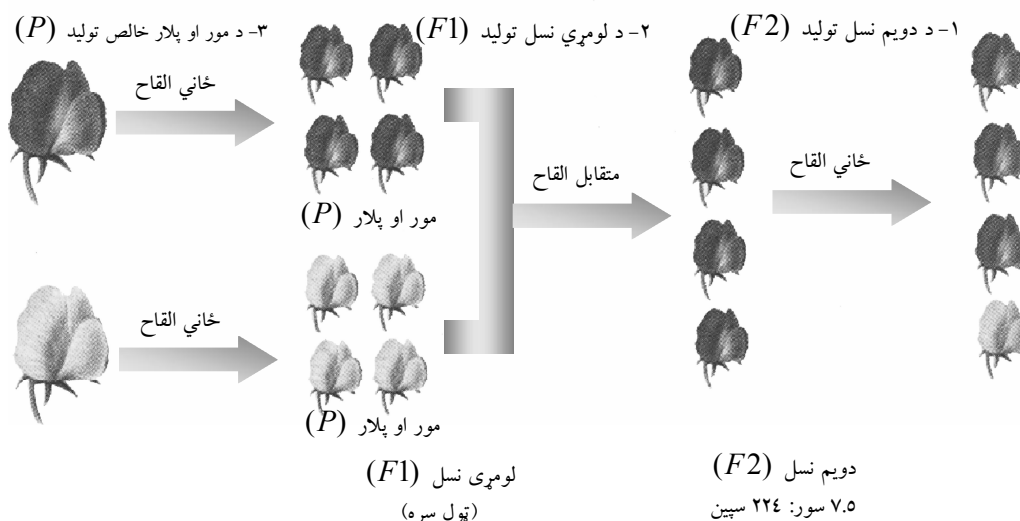 ۱- د دویم نسل تولید (F2)
۲- د لومړي نسل تولید (F1)
۳- د مور او پلار خالص تولید (P)
ځاني القاح
متقابل القاح
ځاني القاح
مور او پلار (P)
ځاني القاح
مور او پلار (P)
دویم نسل (F2)
۷.۵ سور: ۲۲٤ سپین
لومړی نسل (F1)
(ټول سره)